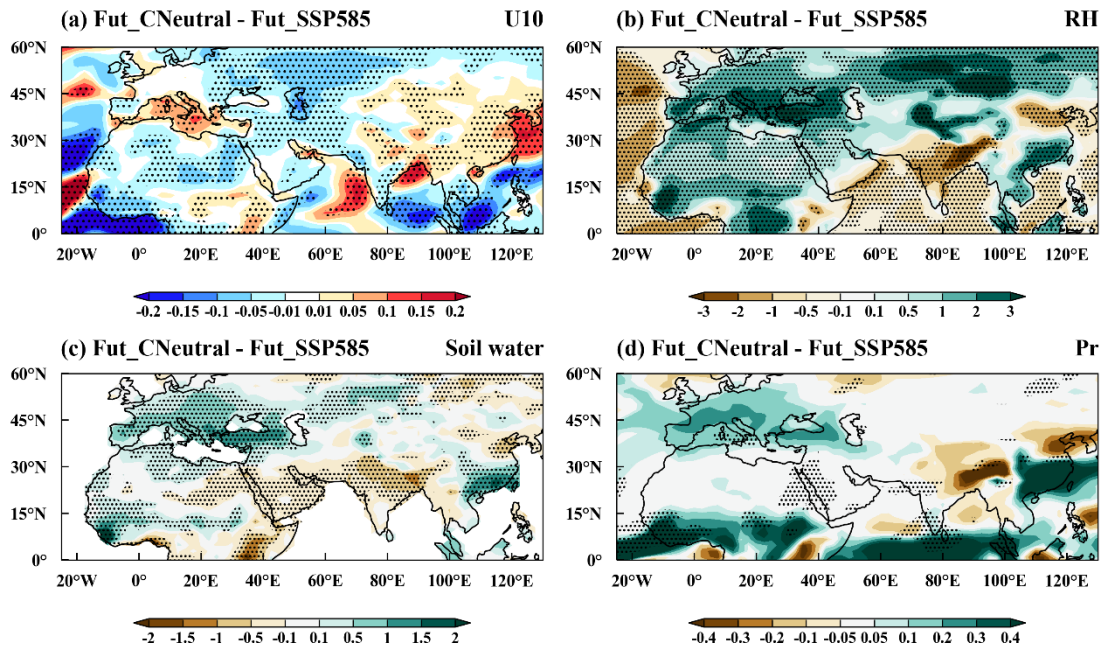 (a) Fut_CNeutral - Fut_SSP585 U10
60°N
45°N
30°N
15°N
0°
20°W 0° 20°E 40°E 60°E 80°E 100°E 120°E
-0.2 -0.15 -0.1 -0.05 -0.01 0.01 0.05 0.1 0.15 0.2
(b) Fut_CNeutral - Fut_SSP585 RH
60°N
45°N
30°N
15°N
0°
20°W 0° 20°E 40°E 60°E 80°E 100°E 120°E
-3 -2 -1 -0.5 -0.1 0.1 0.5 1 2 3
(c) Fut_CNeutral - Fut_SSP585 Soil water
60°N
45°N
30°N
15°N
0°
20°W 0° 20°E 40°E 60°E 80°E 100°E 120°E
-2 -1.5 -1 -0.5 -0.1 0.1 0.5 1 1.5 2
(d) Fut_CNeutral - Fut_SSP585 Pr
60°N
45°N
30°N
15°N
0°
20°W 0° 20°E 40°E 60°E 80°E 100°E 120°E
-0.4 -0.3 -0.2 -0.1 -0.05 0.05 0.1 0.2 0.3 0.4